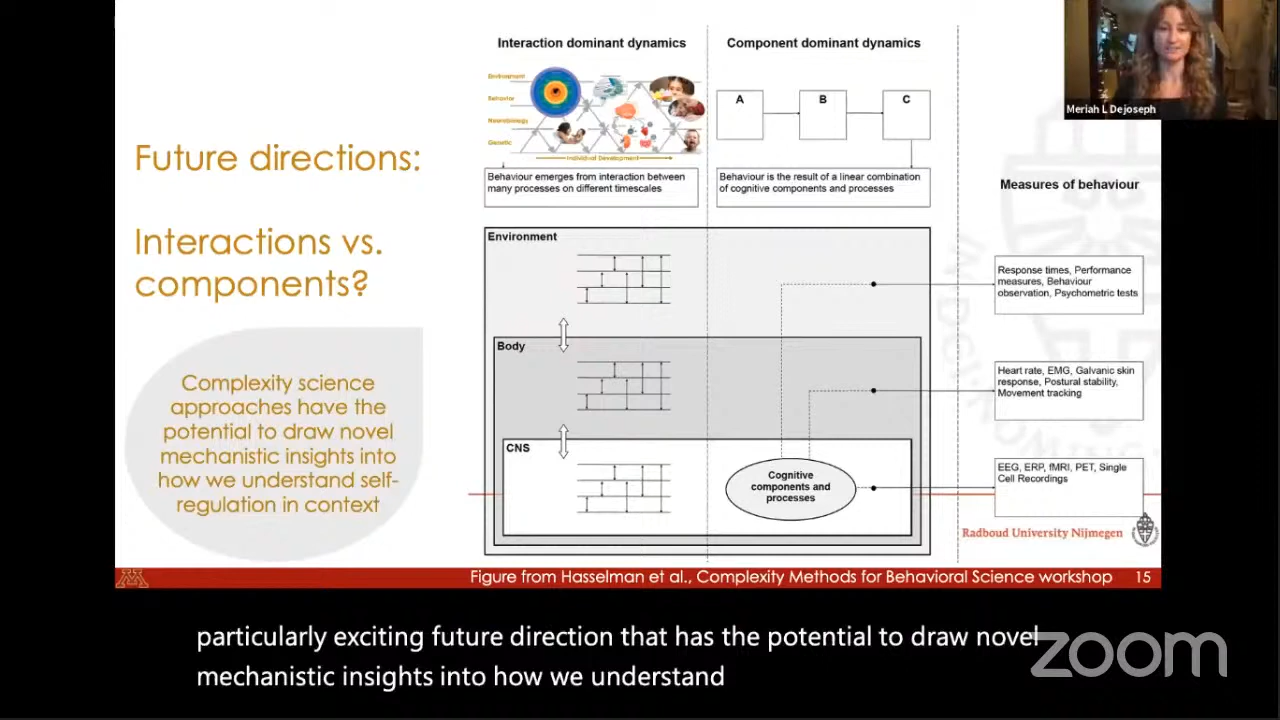 Future directions:
Interactions vs.
components?
Complexity science
approaches have the
potential to draw novel
mechanistic insights into
how we understand self-
regulation in context
Interaction dominant dynamics
Environment
Behavior
Neurobiology
Genetic
Individual Development
Behaviour emerges from interaction between
many processes on different timescales
Component dominant dynamics
A
B
C
Behaviour is the result of a linear combination
of cognitive components and processes
Environment
Body
CNS
Cognitive
components and
processes
Measures of behaviour
Response times, Performance
measures, Behaviour
observation, Psychometric tests
Heart rate, EMG, Galvanic skin
response, Postural stability,
Movement tracking
EEG, ERP, fMRI, PET, Single
Cell Recordings
Radboud University Nijmegen
Figure from Hasselman et al., Complexity Methods for Behavioral Science workshop 15
Meriah L Dejoseph
particularly exciting future direction that has the potential to draw novel
mechanistic insights into how we understand
zoom